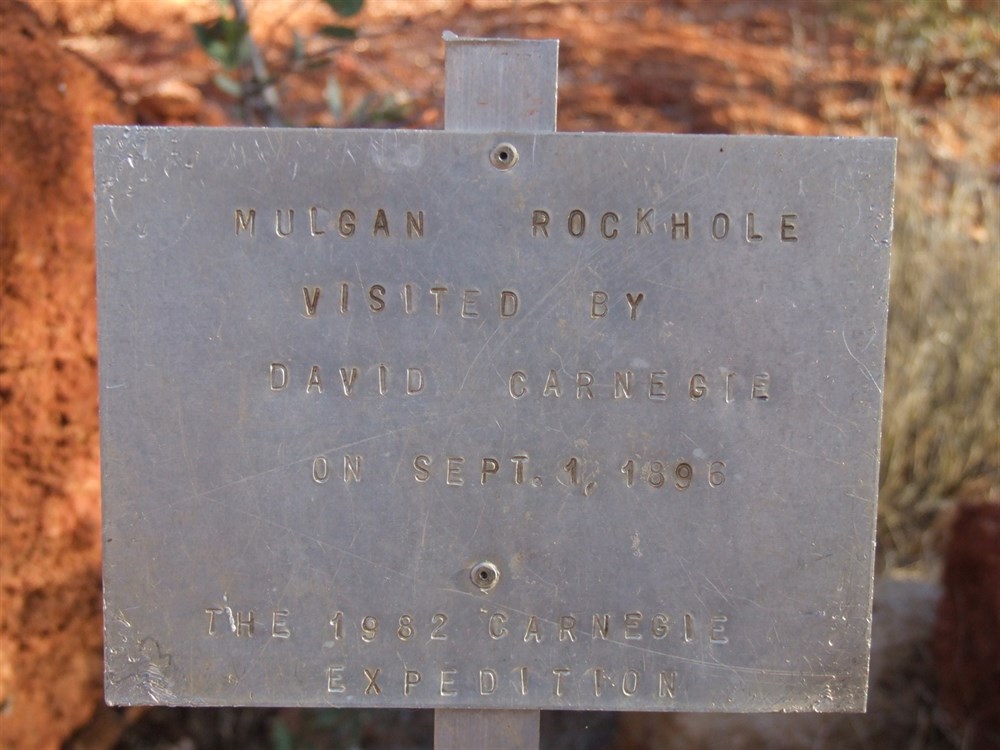 MULGAN ROCKHOLE
VISITED BY
DAVID CARNEGIE
ON SEPT. 1, 1896
THE 1982 CARNEGIE
EXPEDITION